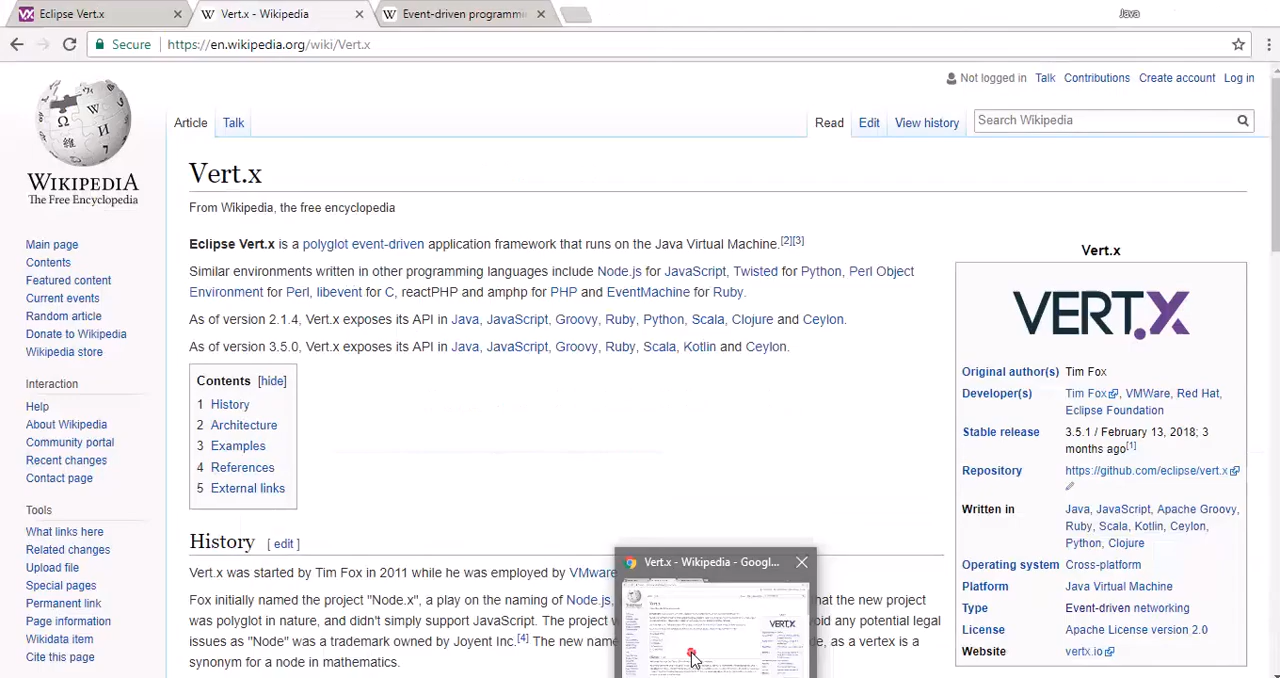 Eclipse Vert.x
Vert.x - Wikipedia
Event-driven programm
Java
Secure
https://en.wikipedia.org/wiki/Vert.x
Not logged in Talk Contributions Create account Log in
Article Talk Read Edit View history Search Wikipedia
WIKIPEDIA
The Free Encyclopedia
Main page
Contents
Featured content
Current events
Random article
Donate to Wikipedia
Wikipedia store
Interaction
Help
About Wikipedia
Community portal
Recent changes
Contact page
Tools
What links here
Related changes
Upload file
Special pages
Permanent link
Page information
Wikidata item
Cite this page
Vert.x
From Wikipedia, the free encyclopedia
Eclipse Vert.x is a polyglot event-driven application framework that runs on the Java Virtual Machine.[2][3]
Similar environments written in other programming languages include Node.js for JavaScript, Twisted for Python, Perl Object
Environment for Perl, libevent for C, reactPHP and amphp for PHP and EventMachine for Ruby.
As of version 2.1.4, Vert.x exposes its API in Java, JavaScript, Groovy, Ruby, Python, Scala, Clojure and Ceylon.
As of version 3.5.0, Vert.x exposes its API in Java, JavaScript, Groovy, Ruby, Scala, Kotlin and Ceylon.
Contents [hide]
1 History
2 Architecture
3 Examples
4 References
5 External links
History [ edit ]
Vert.x was started by Tim Fox in 2011 while he was employed by VMware
Fox initially named the project "Node.x", a play on the naming of Node.js, that the new project
was polyglot in nature, and didn't simply support JavaScript. The project potential legal
issues as "Node" was a trademark owned by Joyent Inc.[4] The new name , as a vertex is a
synonym for a node in mathematics.
Vert.x - Wikipedia - Googl...
Vert.x
VERT.X
Original author(s) Tim Fox
Developer(s) Tim Fox, VMWare, Red Hat,
Eclipse Foundation
Stable release 3.5.1 / February 13, 2018; 3
months ago[1]
Repository https://github.com/eclipse/vert.x
Written in Java, JavaScript, Apache Groovy,
Ruby, Scala, Kotlin, Ceylon,
Python, Clojure
Operating system Cross-platform
Platform Java Virtual Machine
Type Event-driven networking
License Apache License version 2.0
Website vertx.io